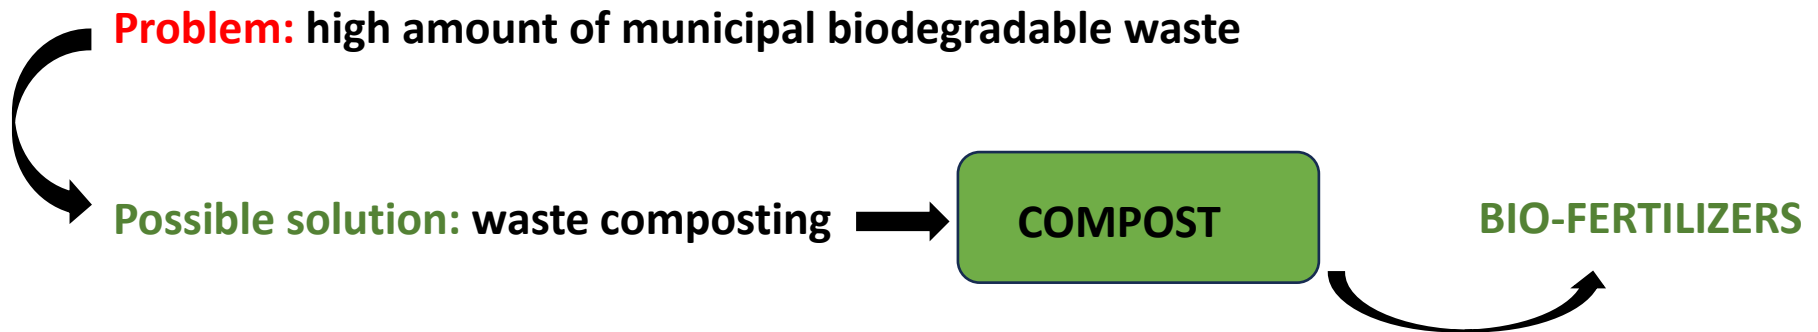 Problem: high amount of municipal biodegradable waste
Possible solution: waste composting
COMPOST
BIO-FERTILIZERS